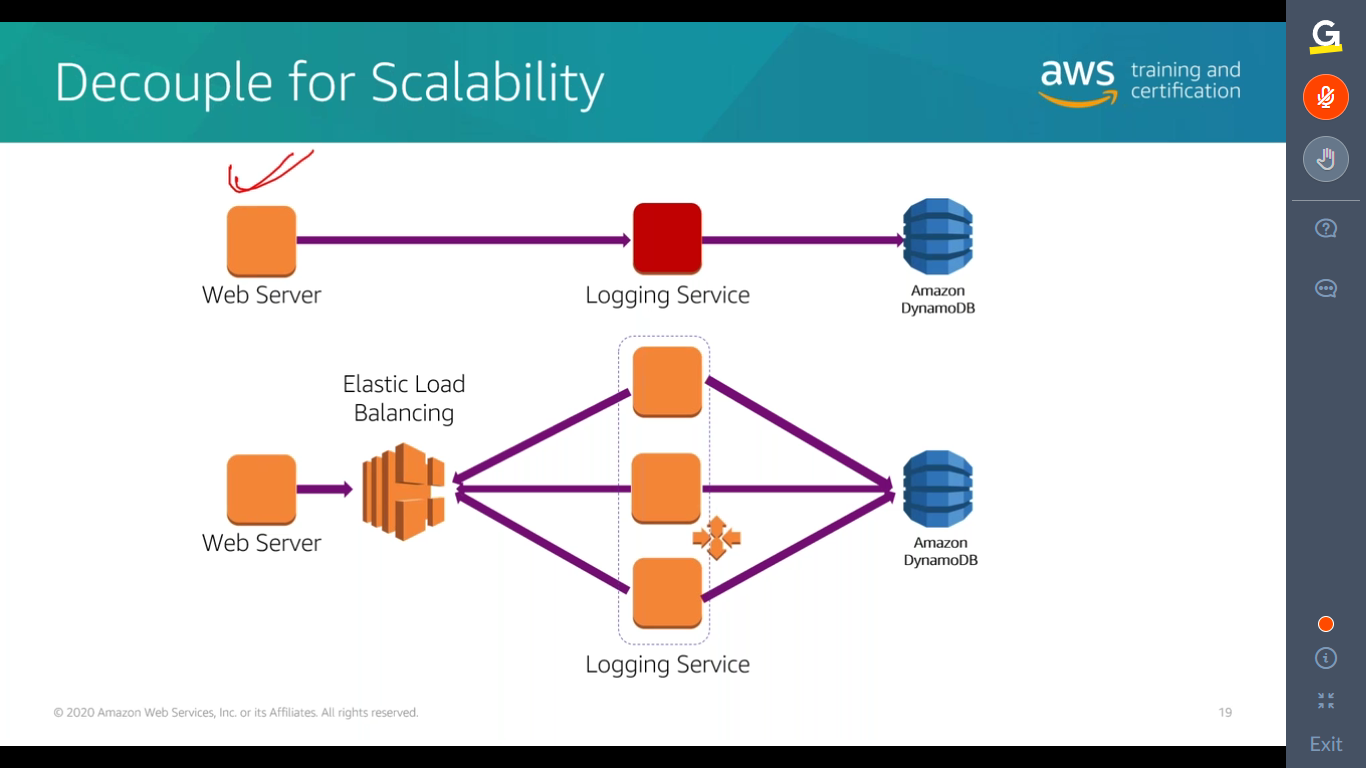 Decouple for Scalability
aws training and
certification
Web Server
Logging Service
Amazon
DynamoDB
Elastic Load
Balancing
Web Server
Amazon
DynamoDB
Logging Service
© 2020 Amazon Web Services, Inc. or its Affiliates. All rights reserved.
19
G
?
i
Exit